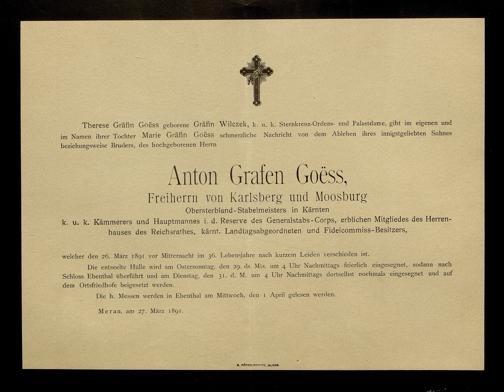 Therese Gräfin Goëss geborene Gräfin Wilczek, k. u. k. Sternkreuz-Ordens- und Palastdame, gibt im eigenen und
im Namen ihrer Tochter Marie Gräfin Goëss schmerzliche Nachricht von dem Ableben ihres innigstgeliebten Sohnes
beziehungsweise Bruders, des hochgeborenen Herrn
Anton Grafen Goëss,
Freiherrn von Karlsberg und Moosburg
Obersterbland-Stabelmeisters in Kärnten
k. u. k. Kämmerers und Hauptmannes i. d. Reserve des Generalstabs-Corps, erblichen Mitgliedes des Herren-
hauses des Reichsrathes, kärnt. Landtagsabgeordneten und Fideicommiss-Besitzers,
welcher den 26. März 1891 vor Mitternacht im 36. Lebensjahre nach kurzem Leiden verschieden ist.
Die entseelte Hülle wird am Ostersonntag, den 29. ds. Mts. um 4 Uhr Nachmittags feierlich eingesegnet, sodann nach
Schloss Ebenthal überführt und am Dienstag, den 31. d. M. um 4 Uhr Nachmittags dortselbst nochmals eingesegnet und auf
dem Ortsfriedhofe beigesetzt werden.
Die h. Messen werden in Ebenthal am Mittwoch, den 1 April gelesen werden.
Meran, am 27. März 1891.